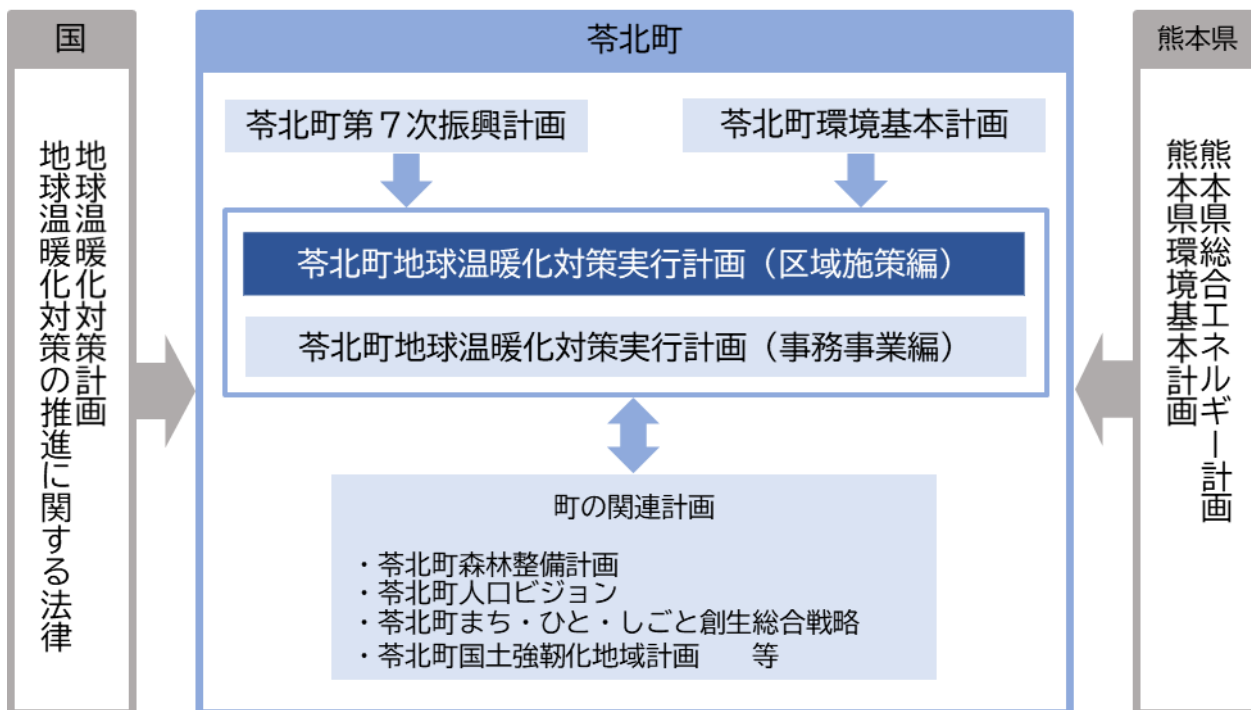 国
地球温暖化対策計画
地球温暖化対策の推進に関する法律
苓北町
苓北町第7次振興計画
苓北町環境基本計画
苓北町地球温暖化対策実行計画（区域施策編）
苓北町地球温暖化対策実行計画（事務事業編）
町の関連計画
・苓北町森林整備計画
・苓北町人口ビジョン
・苓北町まち・ひと・しごと創生総合戦略
・苓北町国土強靭化地域計画　等
熊本県
熊本県総合エネルギー計画
熊本県環境基本計画